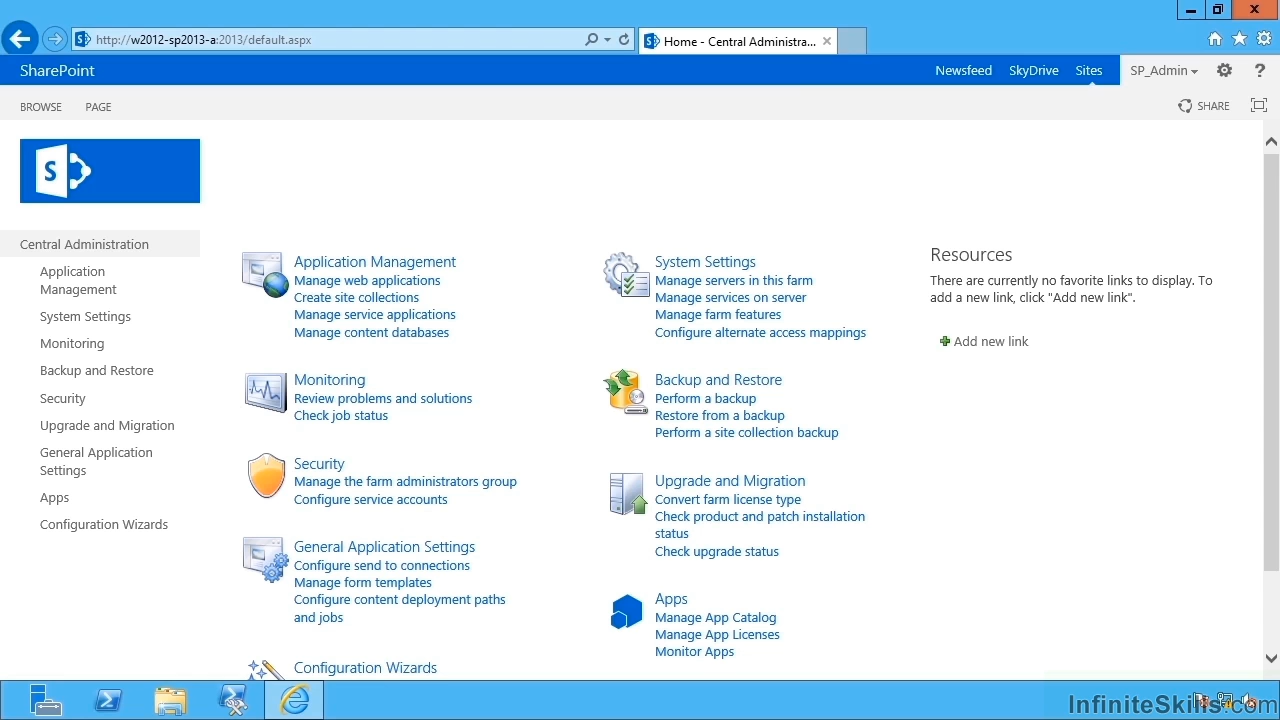 http://w2012-sp2013-a:2013/default.aspx
Home - Central Administra...
SharePoint
Newsfeed
SkyDrive
Sites
SP_Admin
?
BROWSE
PAGE
SHARE
S
Central Administration
Application
Management
System Settings
Monitoring
Backup and Restore
Security
Upgrade and Migration
General Application
Settings
Apps
Configuration Wizards
Application Management
Manage web applications
Create site collections
Manage service applications
Manage content databases
Monitoring
Review problems and solutions
Check job status
Security
Manage the farm administrators group
Configure service accounts
General Application Settings
Configure send to connections
Manage form templates
Configure content deployment paths
and jobs
Configuration Wizards
System Settings
Manage servers in this farm
Manage services on server
Manage farm features
Configure alternate access mappings
Backup and Restore
Perform a backup
Restore from a backup
Perform a site collection backup
Upgrade and Migration
Convert farm license type
Check product and patch installation
status
Check upgrade status
Apps
Manage App Catalog
Manage App Licenses
Monitor Apps
Resources
There are currently no favorite links to display. To
add a new link, click "Add new link".
Add new link
InfiniteSkills.com